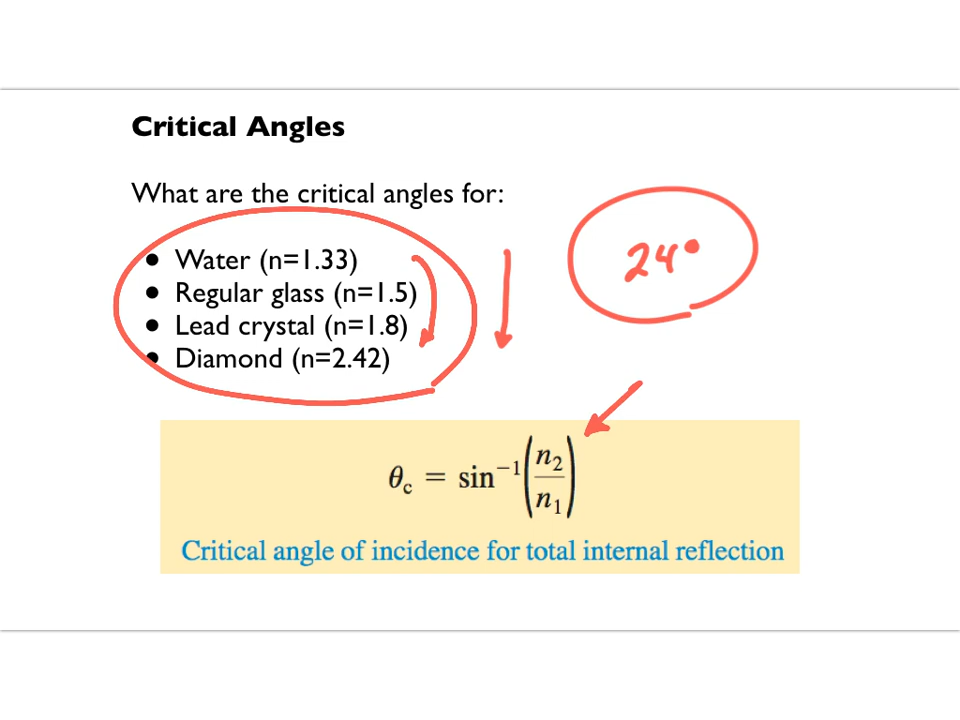 Critical Angles
What are the critical angles for:
• Water (n=1.33)
• Regular glass (n=1.5)
• Lead crystal (n=1.8)
• Diamond (n=2.42)
24°
θc = sin⁻¹(n₂/n₁)
Critical angle of incidence for total internal reflection